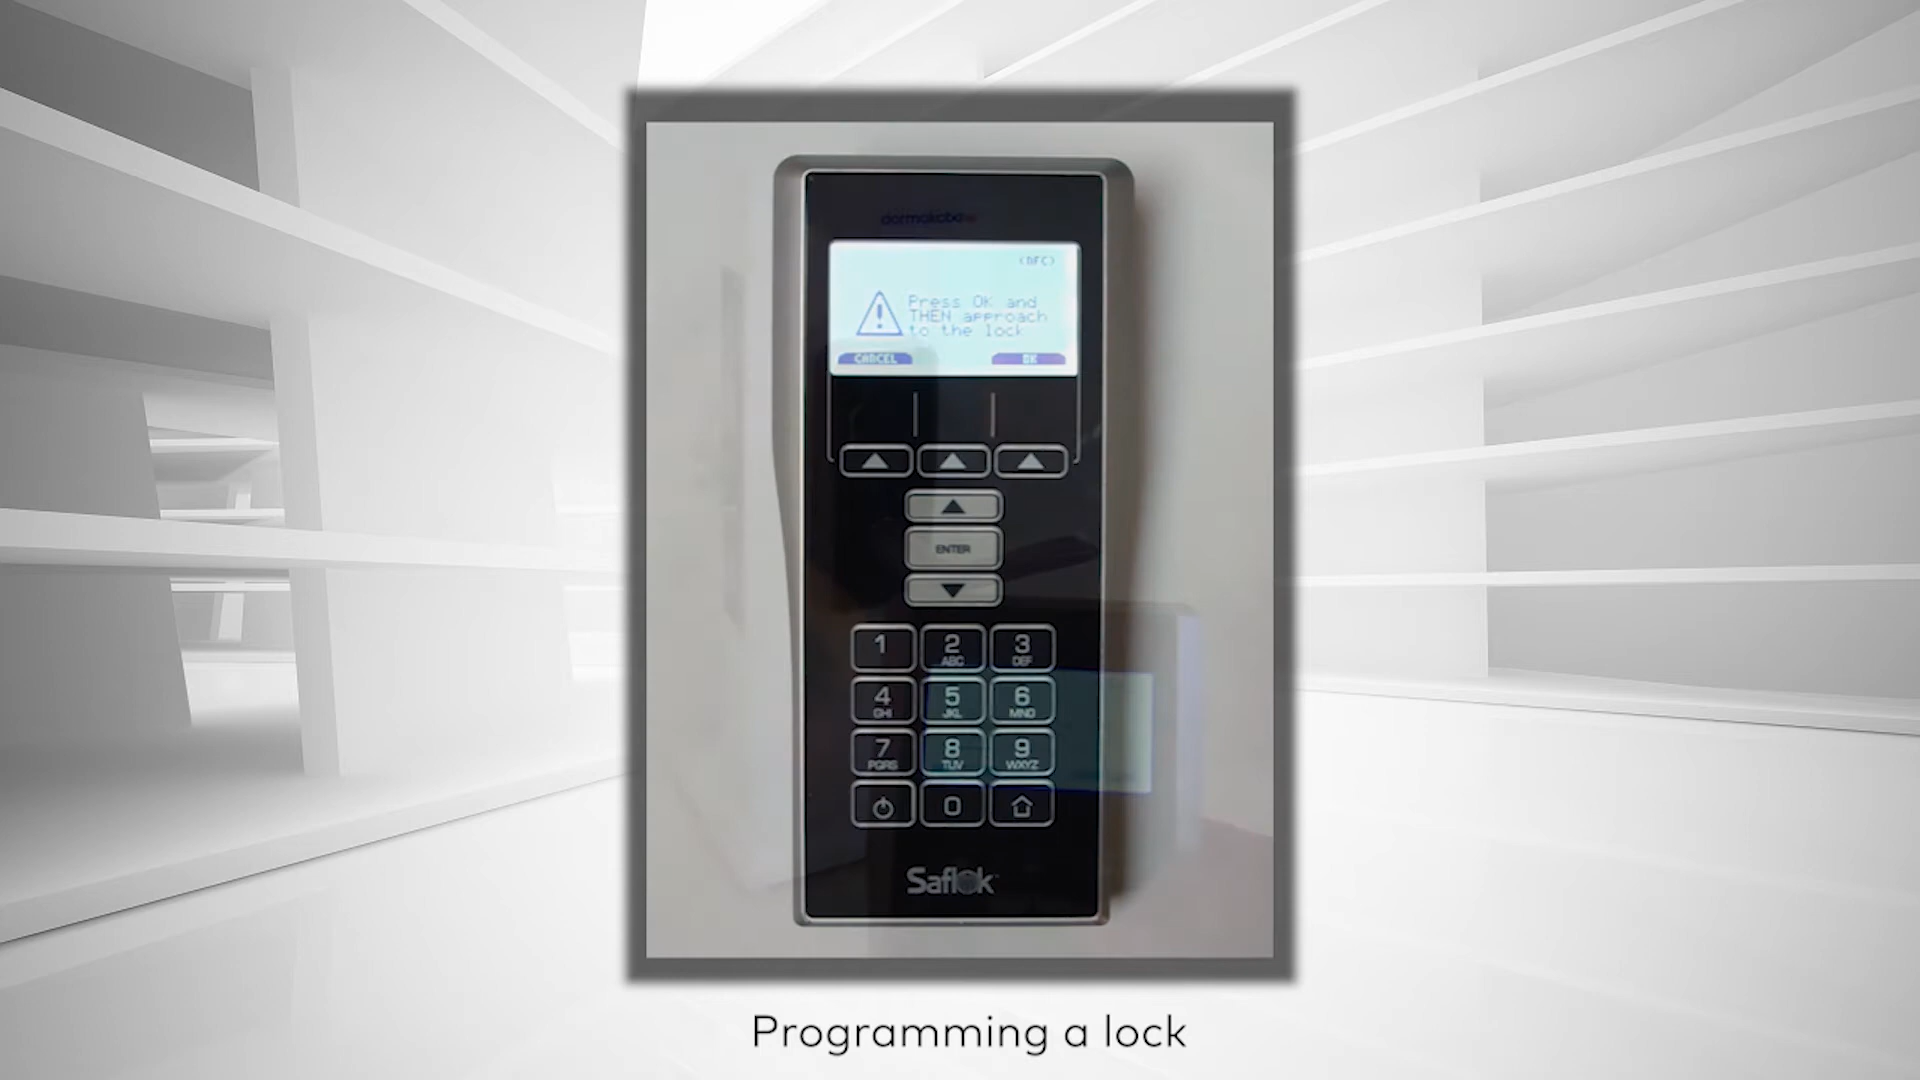 dormakaba
(NFC)
Press OK and
THEN approach
to the lock
CANCEL OK
ENTER
1 2 3
ABC DEF
4 5 6
GHI JKL MNO
7 8 9
PQRS TUV WXYZ
0
Saflok™
Programming a lock